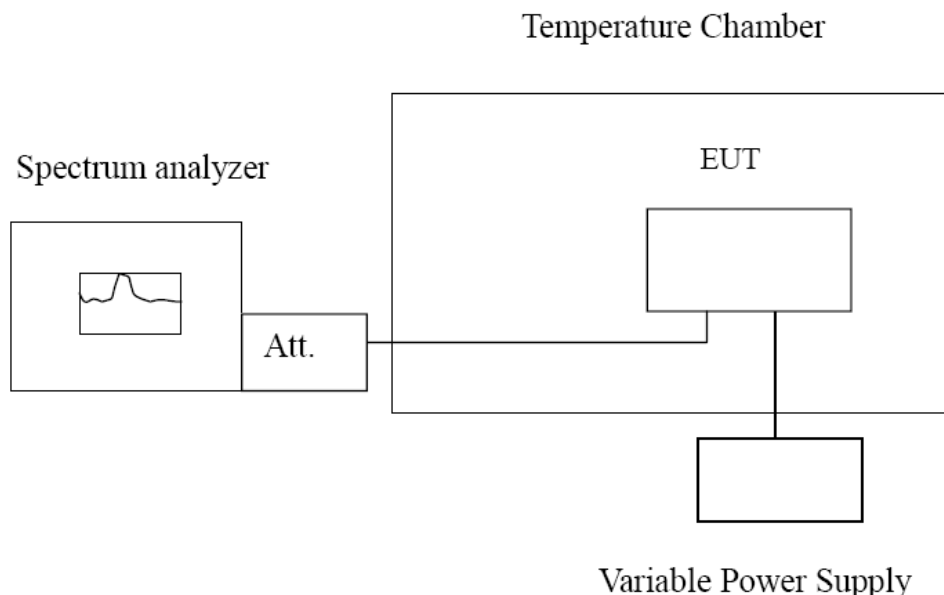 Temperature Chamber
Spectrum analyzer
EUT
Att.
Variable Power Supply